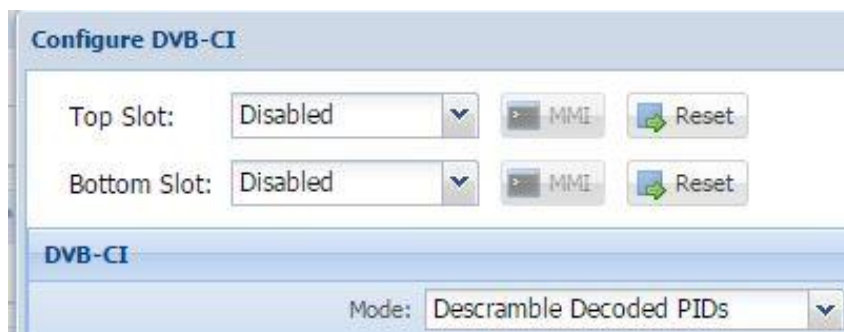 Configure DVB-CI
Top Slot: Disabled MMI Reset
Bottom Slot: Disabled MMI Reset
DVB-CI
Mode: Descramble Decoded PIDs